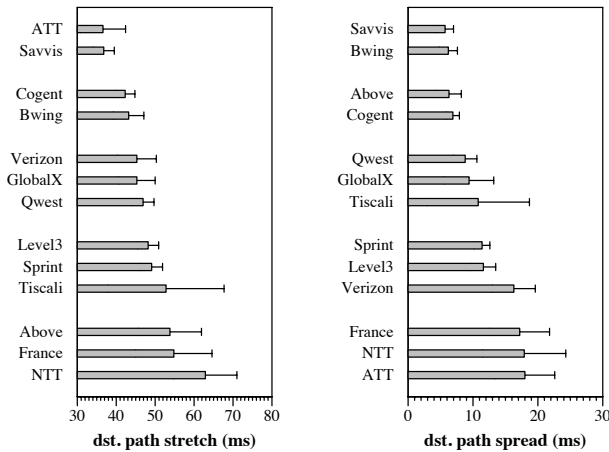 ATT
Savvis
Cogent
Bwing
Verizon
GlobalX
Qwest
Level3
Sprint
Tiscali
Above
France
NTT
30 40 50 60 70 80
dst. path stretch (ms)
Savvis
Bwing
Above
Cogent
Qwest
GlobalX
Tiscali
Sprint
Level3
Verizon
France
NTT
ATT
0 10 20 30
dst. path spread (ms)